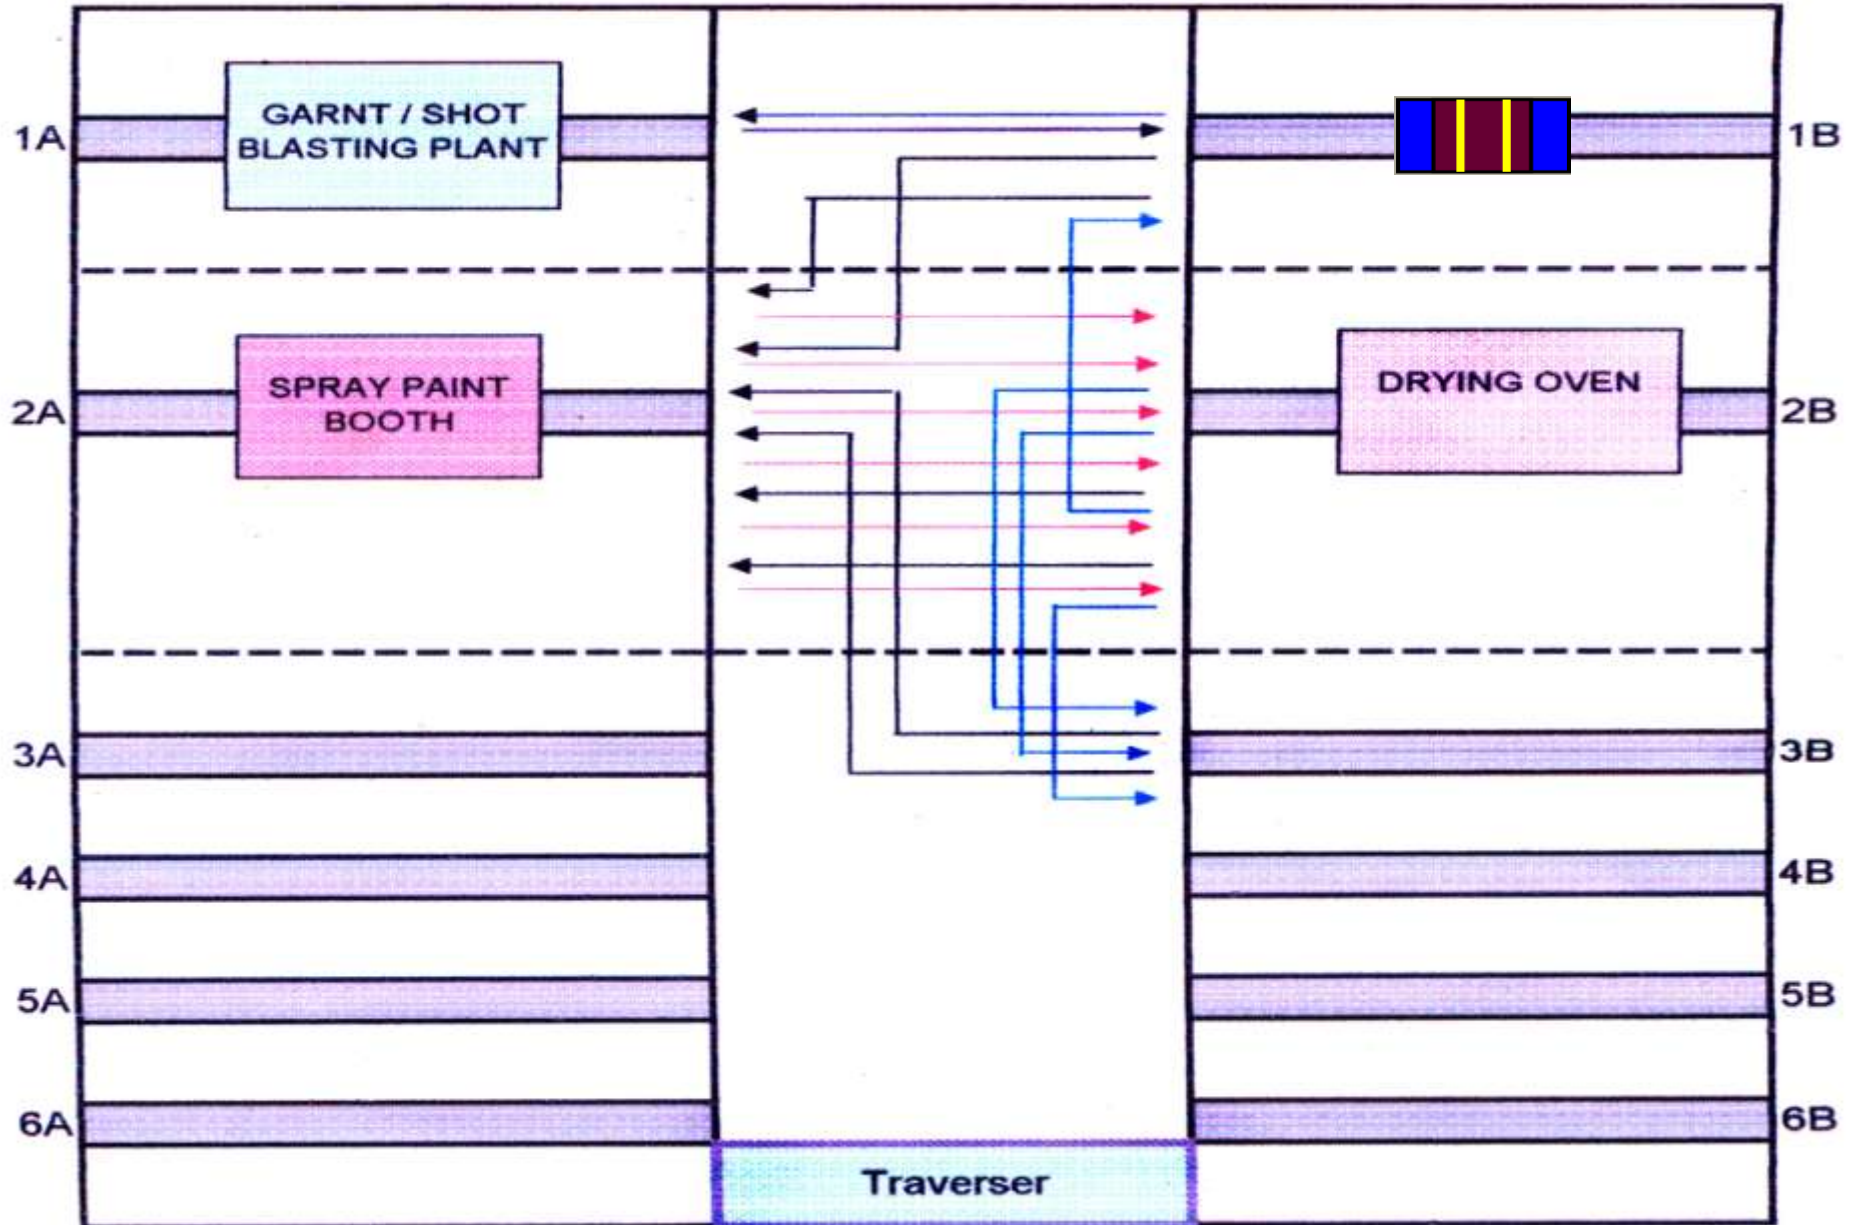 1A
GARNT / SHOT
BLASTING PLANT
1B
2A
SPRAY PAINT
BOOTH
DRYING OVEN
2B
3A
3B
4A
4B
5A
5B
6A
6B
Traverser